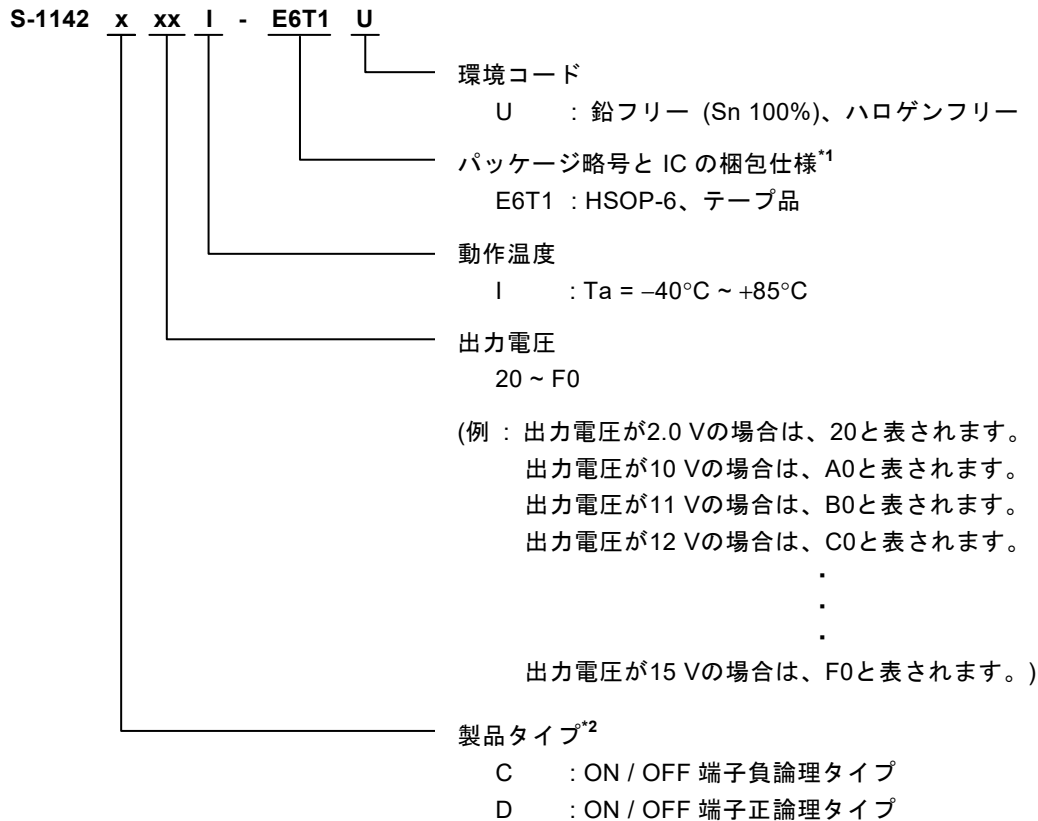 S-1142 x xx I - E6T1 U
環境コード
U : 鉛フリー (Sn 100%)、ハロゲンフリー
パッケージ略号と IC の梱包仕様*1
E6T1 : HSOP-6、テープ品
動作温度
I : Ta = −40°C ~ +85°C
出力電圧
20 ~ F0
(例 : 出力電圧が2.0 Vの場合は、20と表されます。
出力電圧が10 Vの場合は、A0と表されます。
出力電圧が11 Vの場合は、B0と表されます。
出力電圧が12 Vの場合は、C0と表されます。
・
・
・
出力電圧が15 Vの場合は、F0と表されます。)
製品タイプ*2
C : ON / OFF 端子負論理タイプ
D : ON / OFF 端子正論理タイプ